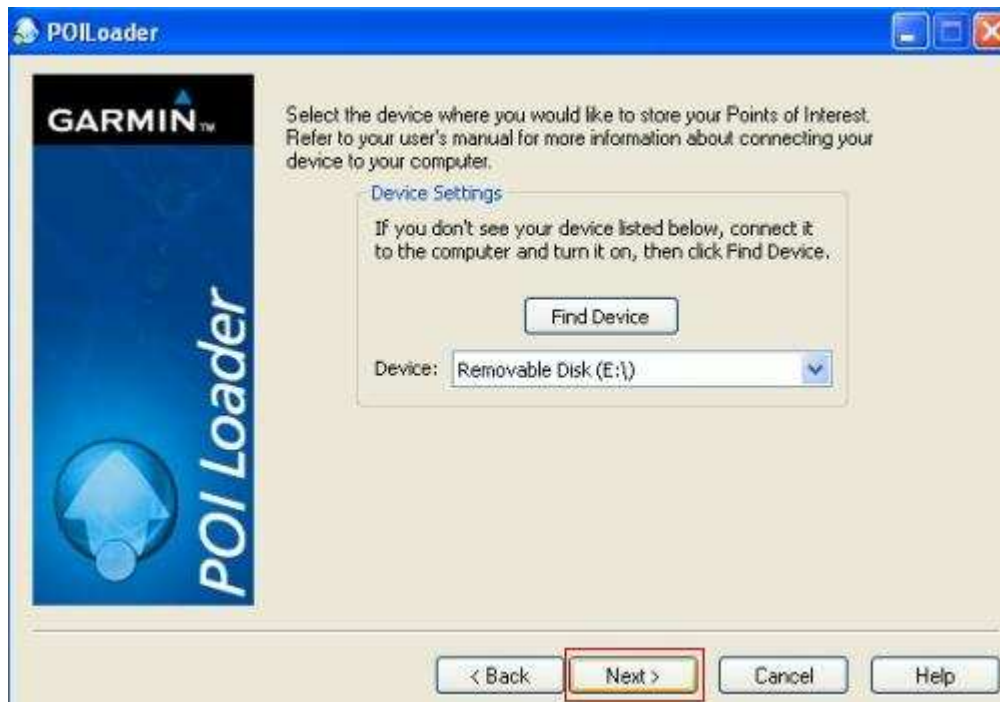 POILoader
GARMIN™
POI Loader
Select the device where you would like to store your Points of Interest.
Refer to your user's manual for more information about connecting your
device to your computer.
Device Settings
If you don't see your device listed below, connect it
to the computer and turn it on, then click Find Device.
Find Device
Device: Removable Disk (E:\)
< Back Next > Cancel Help